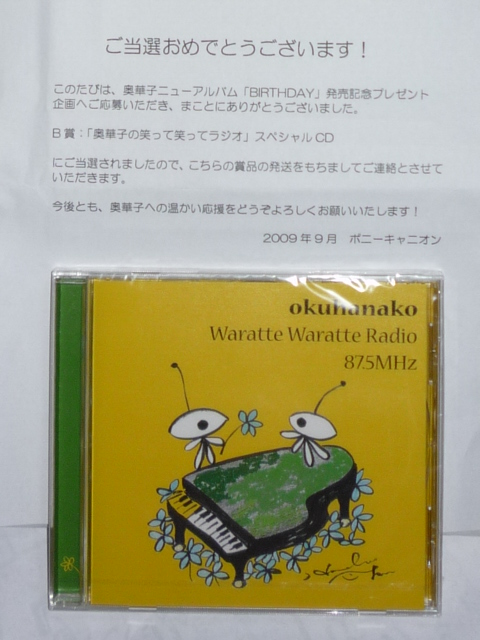 ご当選おめでとうございます！
このたびは、奥華子ニューアルバム「BIRTHDAY」発売記念プレゼント
企画へご応募いただき、まことにありがとうございました。
B 賞：「奥華子の笑って笑ってラジオ」スペシャル CD
にご当選されましたので、こちらの賞品の発送をもちましてご連絡とさせて
いただきます。
今後とも、奥華子への温かい応援をどうぞよろしくお願いいたします！
2009 年 9 月　ポニーキャニオン
okuhanako
Waratte Waratte Radio
87.5MHz